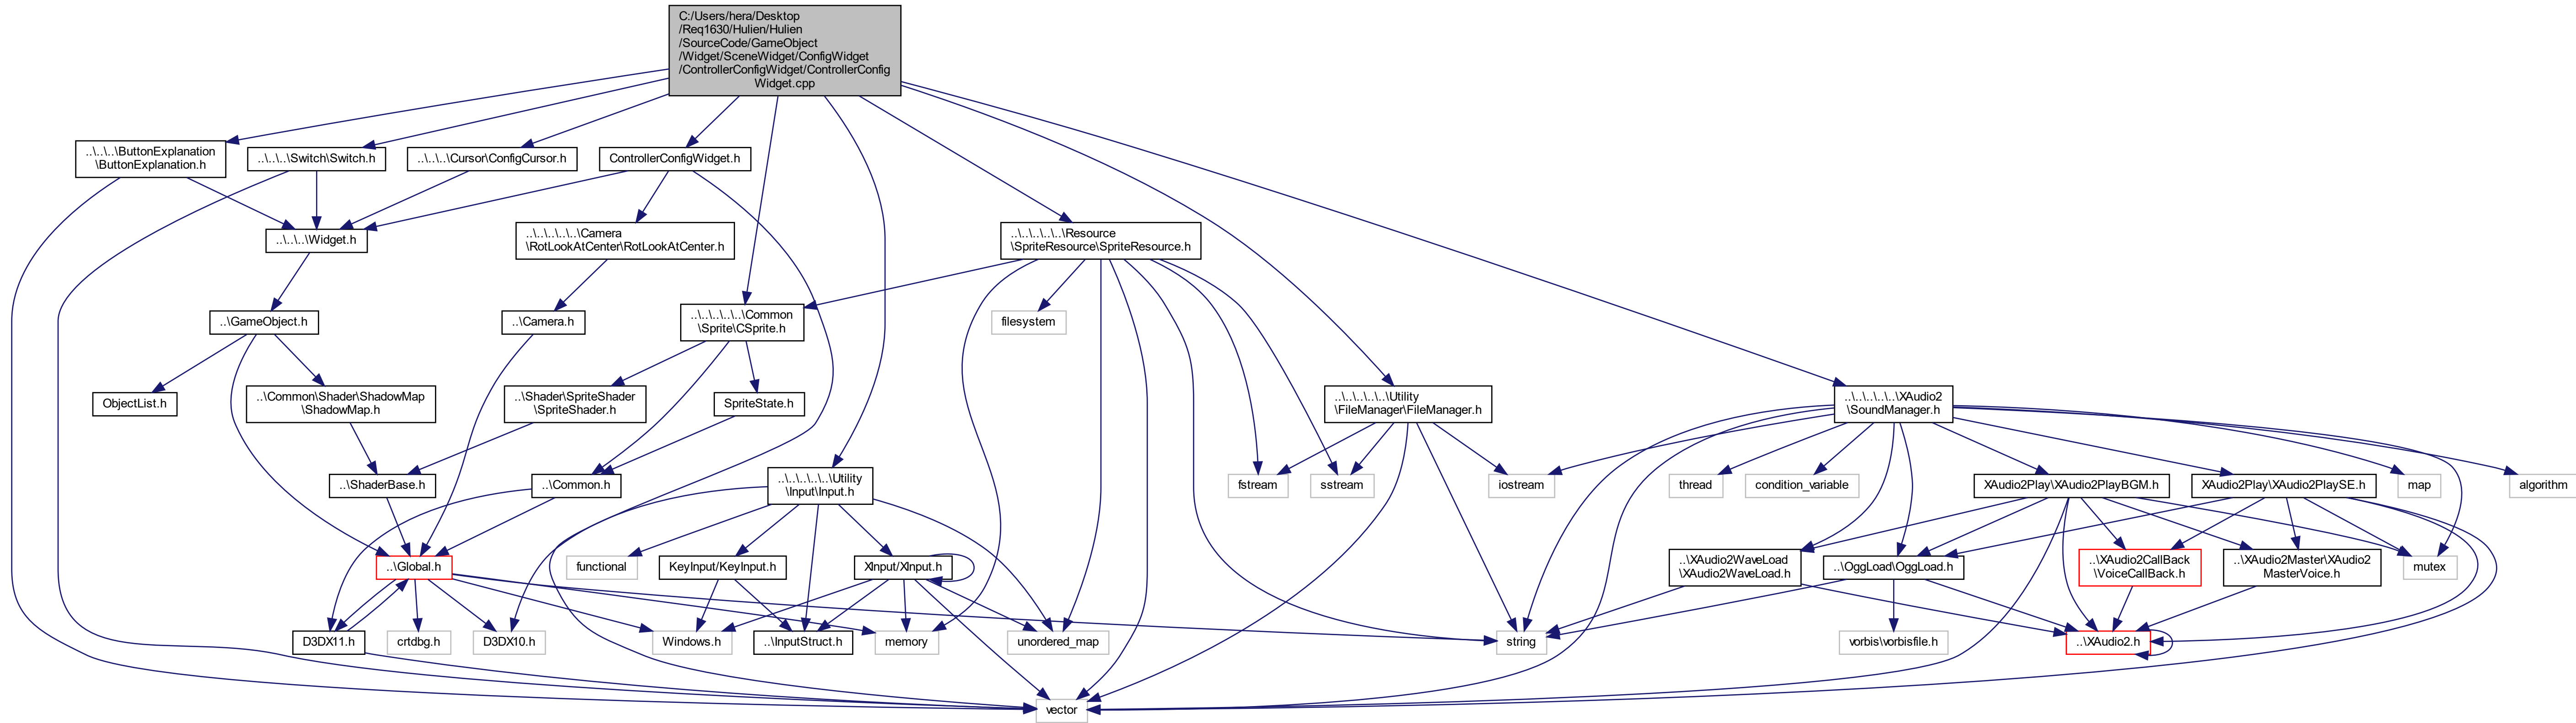 C:/Users/hera/Desktop
/Req1630/Hulien/Hulien
/SourceCode/GameObject
/Widget/SceneWidget/ConfigWidget
/ControllerConfigWidget/ControllerConfig
Widget.cpp
..\..\..\ButtonExplanation
\ButtonExplanation.h
..\..\..\Switch\Switch.h
..\..\..\Cursor\ConfigCursor.h
ControllerConfigWidget.h
..\..\..\Widget.h
..\..\..\..\..\Camera
\RotLookAtCenter\RotLookAtCenter.h
..\..\..\..\..\Resource
\SpriteResource\SpriteResource.h
..\GameObject.h
..\Camera.h
..\..\..\..\..\Common
\Sprite\CSprite.h
filesystem
ObjectList.h
..\Common\Shader\ShadowMap
\ShadowMap.h
..\Shader\SpriteShader
\SpriteShader.h
SpriteState.h
..\..\..\..\..\Utility
\FileManager\FileManager.h
..\..\..\..\..\XAudio2
\SoundManager.h
..\ShaderBase.h
..\Common.h
..\..\..\..\..\Utility
\Input\Input.h
fstream
sstream
iostream
thread
condition_variable
XAudio2Play\XAudio2PlayBGM.h
XAudio2Play\XAudio2PlaySE.h
map
algorithm
..\Global.h
functional
KeyInput/KeyInput.h
XInput/XInput.h
..\XAudio2WaveLoad
\XAudio2WaveLoad.h
..\OggLoad\OggLoad.h
..\XAudio2CallBack
\VoiceCallBack.h
..\XAudio2Master\XAudio2
MasterVoice.h
mutex
D3DX11.h
crtdbg.h
D3DX10.h
Windows.h
..\InputStruct.h
memory
unordered_map
string
vorbis\vorbisfile.h
..\XAudio2.h
vector